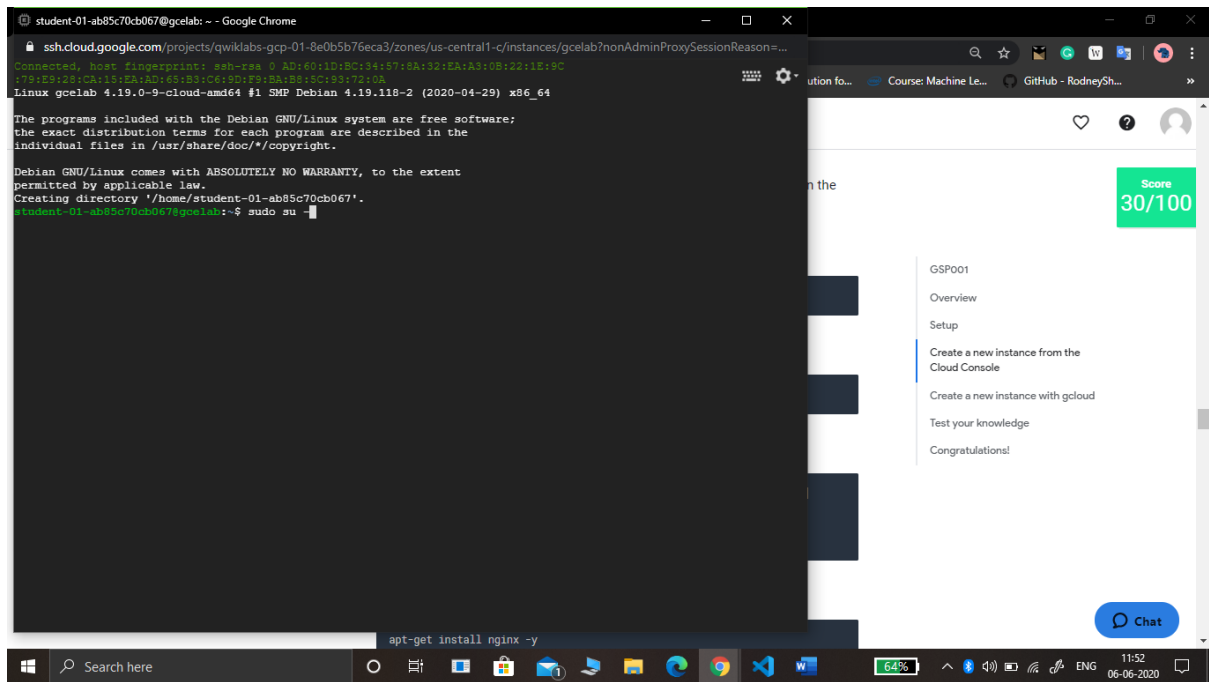 student-01-ab85c70cb067@gcelab: ~ - Google Chrome
ssh.cloud.google.com/projects/qwiklabs-gcp-01-8e0b5b76eca3/zones/us-central1-c/instances/gcelab?nonAdminProxySessionReason=...
Connected, host fingerprint: ssh-rsa 0 AD:60:1D:BC:34:57:8A:32:EA:A3:0B:22:1E:9C
:79:E9:28:CA:15:EA:AD:65:B3:C6:9D:F9:BA:B8:5C:93:72:0A
Linux gcelab 4.19.0-9-cloud-amd64 #1 SMP Debian 4.19.118-2 (2020-04-29) x86_64
The programs included with the Debian GNU/Linux system are free software;
the exact distribution terms for each program are described in the
individual files in /usr/share/doc/*/copyright.
Debian GNU/Linux comes with ABSOLUTELY NO WARRANTY, to the extent
permitted by applicable law.
Creating directory '/home/student-01-ab85c70cb067'.
student-01-ab85c70cb067@gcelab:~$ sudo su -
ution fo... Course: Machine Le... GitHub - RodneySh... »
n the
Score
30/100
GSP001
Overview
Setup
Create a new instance from the
Cloud Console
Create a new instance with gcloud
Test your knowledge
Congratulations!
Chat
apt-get install nginx -y
Search here
64%
ENG
11:52
06-06-2020